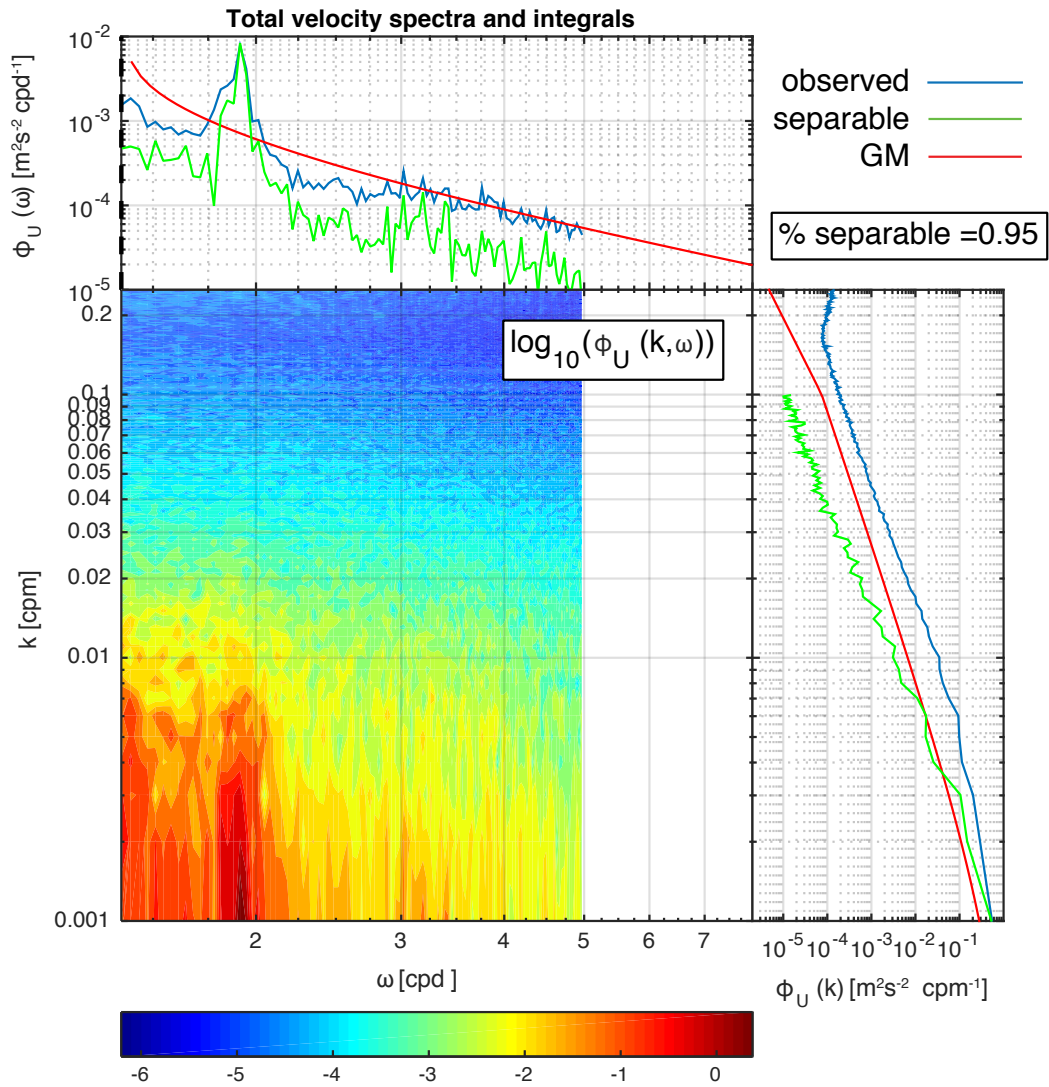 Total velocity spectra and integrals
10⁻²
10⁻³
10⁻⁴
10⁻⁵
ϕ_U (ω) [m²s⁻² cpd⁻¹]
observed
separable
GM
% separable =0.95
log₁₀(ϕ_U (k,ω))
0.2
0.1
0.09
0.08
0.07
0.06
0.05
0.04
0.03
0.02
0.01
0.001
k [cpm]
2 3 4 5 6 7
ω [cpd ]
10⁻⁵ 10⁻⁴ 10⁻³ 10⁻² 10⁻¹
ϕ_U (k) [m²s⁻² cpm⁻¹]
-6 -5 -4 -3 -2 -1 0